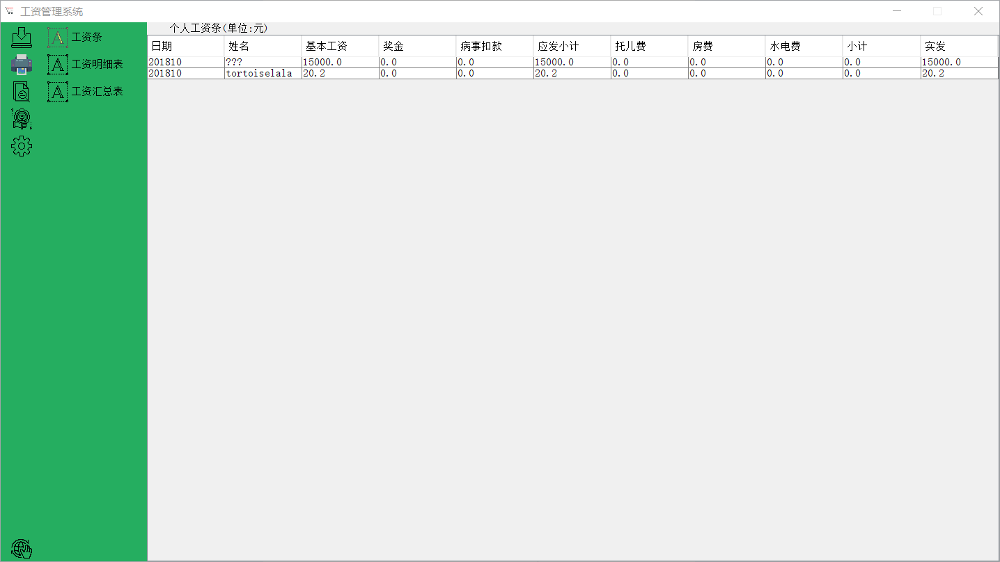 工资管理系统
工资条
工资明细表
工资汇总表
个人工资条(单位:元)
日期 姓名 基本工资 奖金 病事扣款 应发小计 托儿费 房费 水电费 小计 实发
201810 ??? 15000.0 0.0 0.0 15000.0 0.0 0.0 0.0 0.0 15000.0
201810 tortoiselala 20.2 0.0 0.0 20.2 0.0 0.0 0.0 0.0 20.2